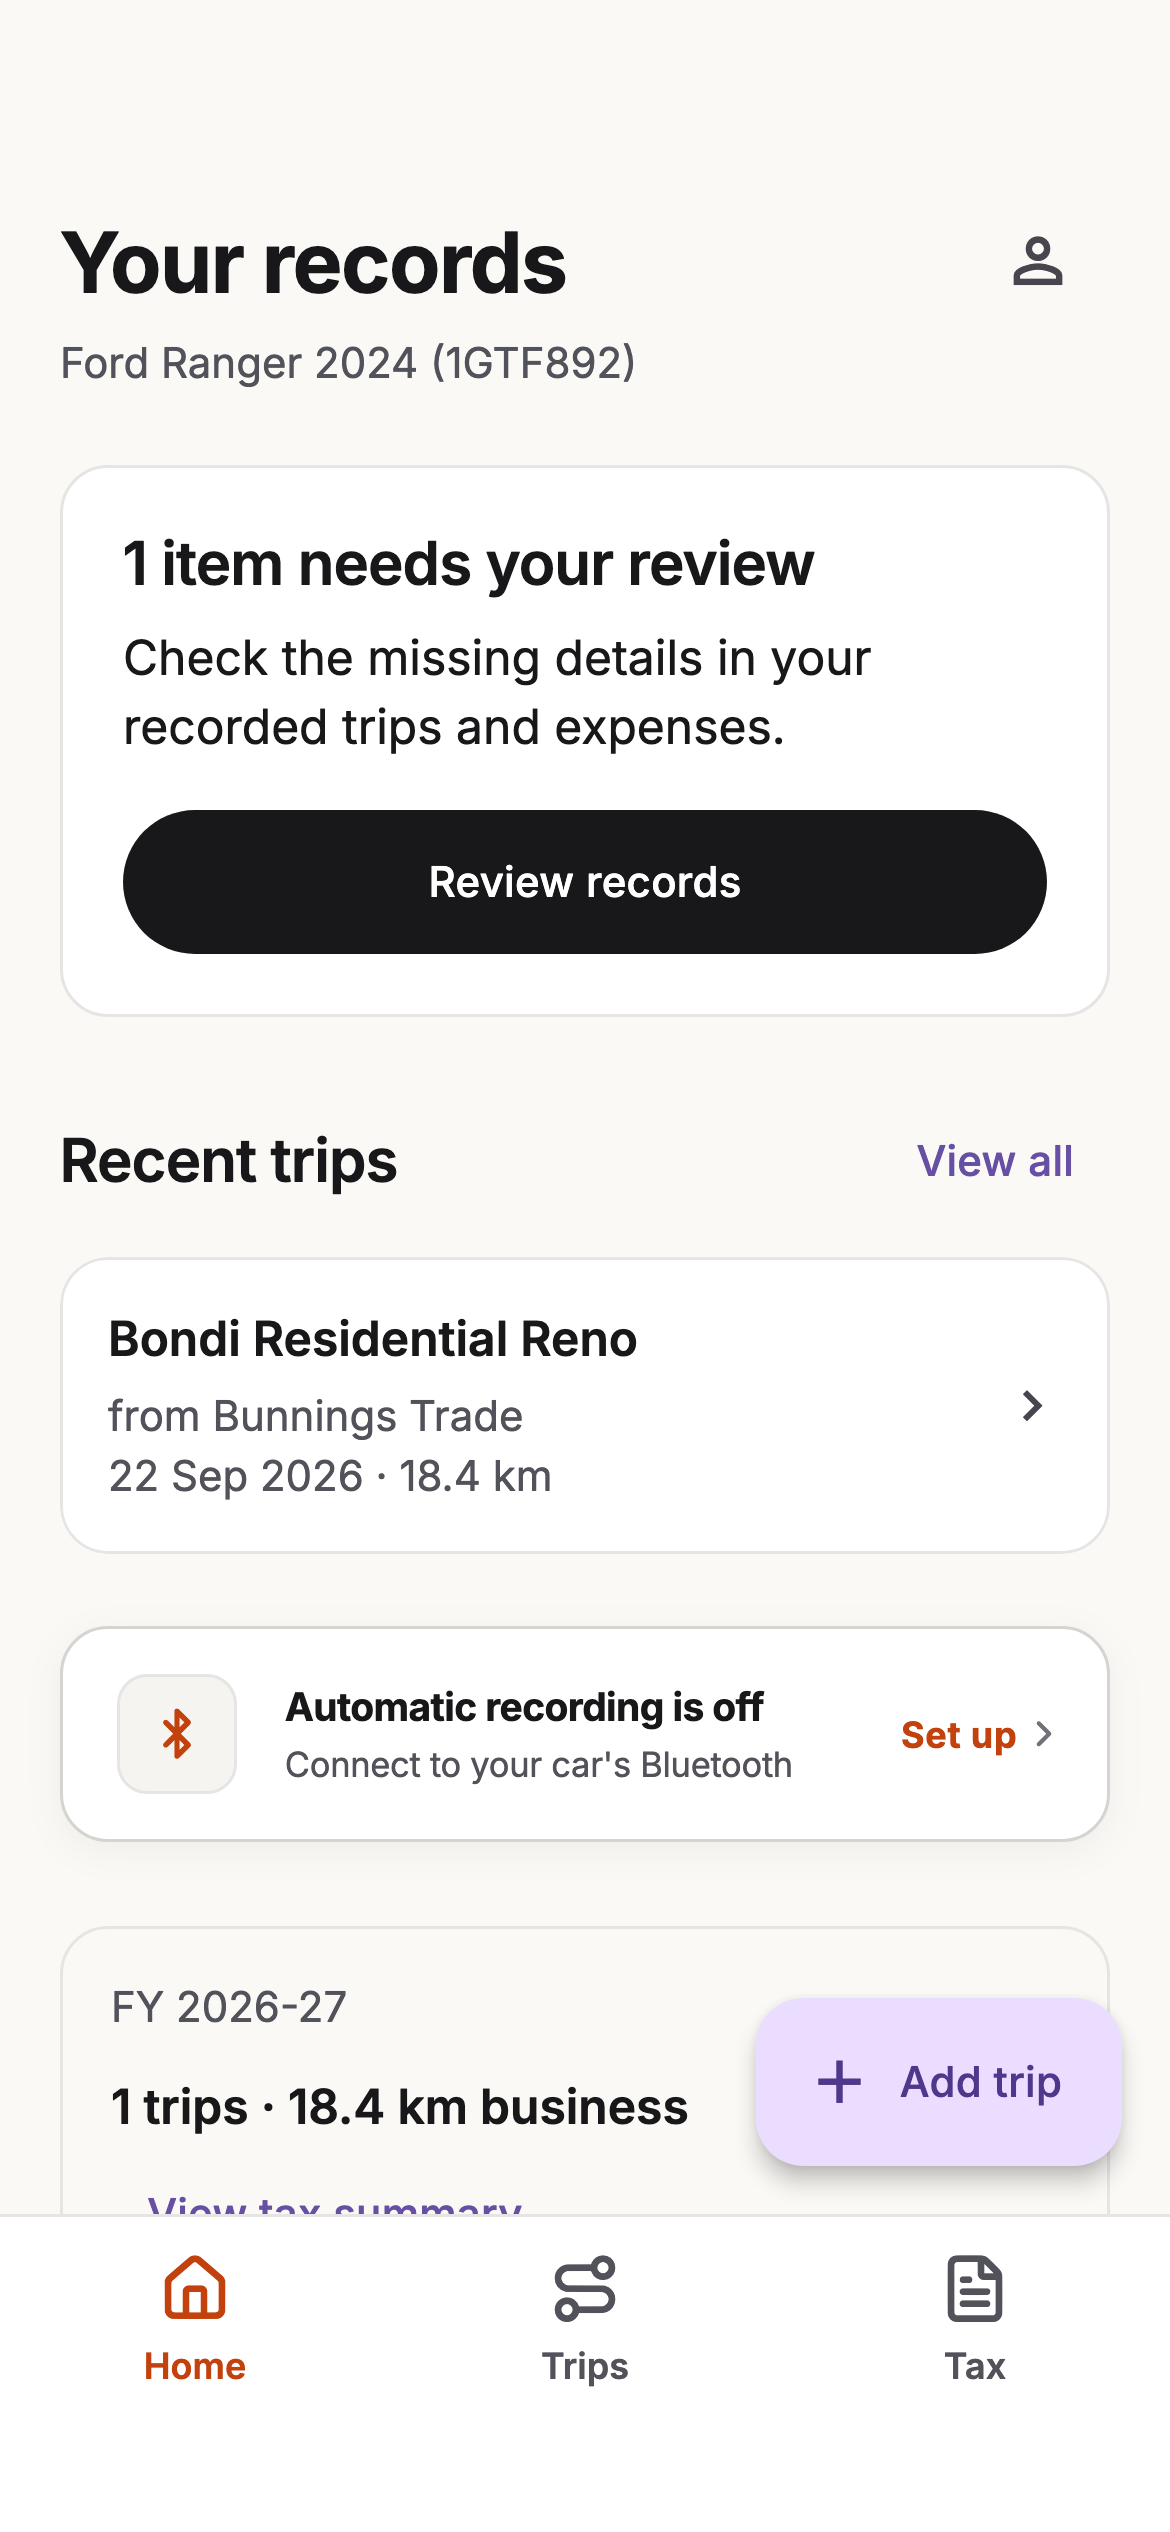 Your records
Ford Ranger 2024 (1GTF892)
1 item needs your review
Check the missing details in your
recorded trips and expenses.
Review records
Recent trips
View all
Bondi Residential Reno
from Bunnings Trade
22 Sep 2026 · 18.4 km
Automatic recording is off
Connect to your car's Bluetooth
Set up
FY 2026-27
1 trips · 18.4 km business
Add trip
View tax summary
Home
Trips
Tax